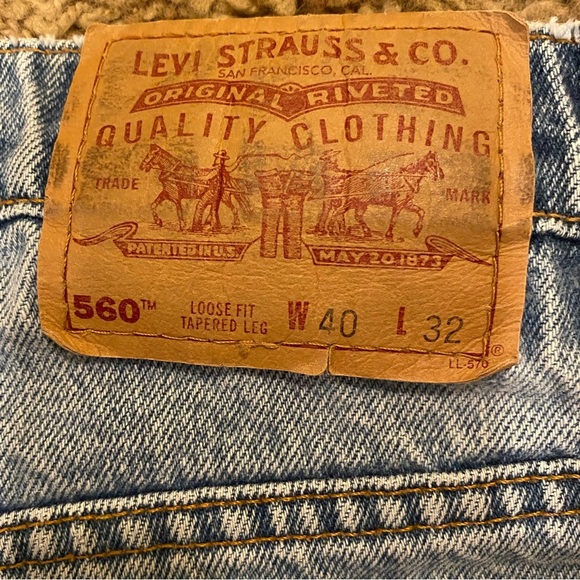 LEVI STRAUSS & CO.
SAN FRANCISCO, CAL.
ORIGINAL RIVETED
QUALITY CLOTHING
TRADE MARK
PATENTED IN U.S. MAY 20 1873
560™ LOOSE FIT W 40 L 32
TAPERED LEG
LL-570 ®